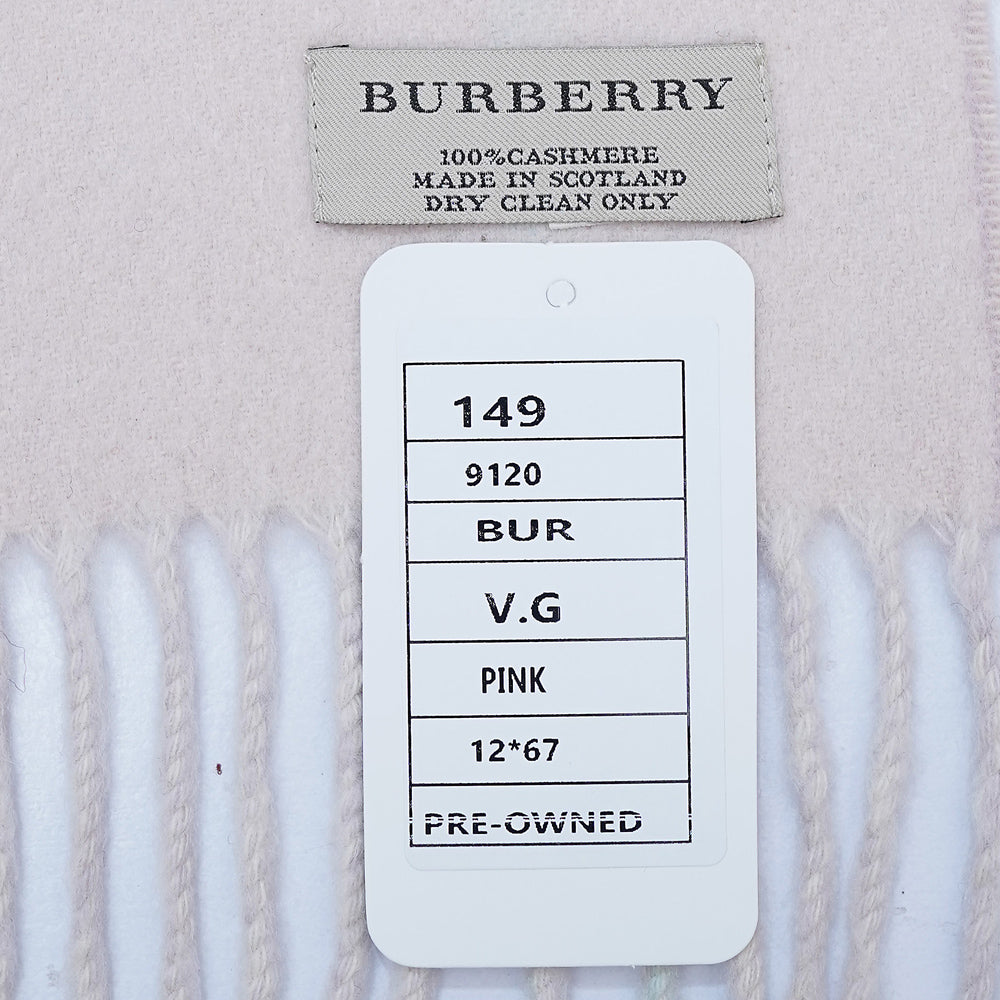 BURBERRY
100%CASHMERE
MADE IN SCOTLAND
DRY CLEAN ONLY
149
9120
BUR
V.G
PINK
12*67
PRE-OWNED